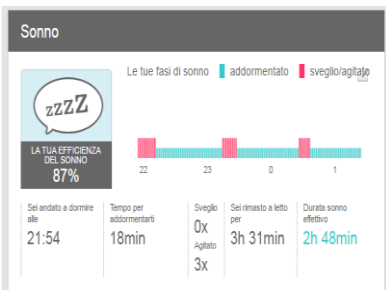 Sonno
Le tue fasi di sonno addormentato sveglio/agitato
zzZZ
LA TUA EFFICIENZA
DEL SONNO
87%
22 23 0 1
Sei andato a dormire
alle
21:54
Tempo per
addormentarti
18min
Sveglio
0x
Agitato
3x
Sei rimasto a letto
per
3h 31min
Durata sonno
effettivo
2h 48min